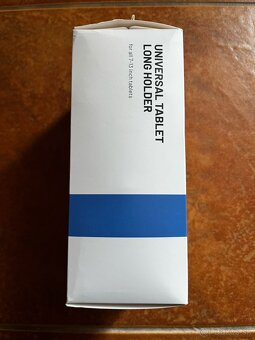 UNIVERSAL TABLET
LONG HOLDER
for all 7-13 inch tablets